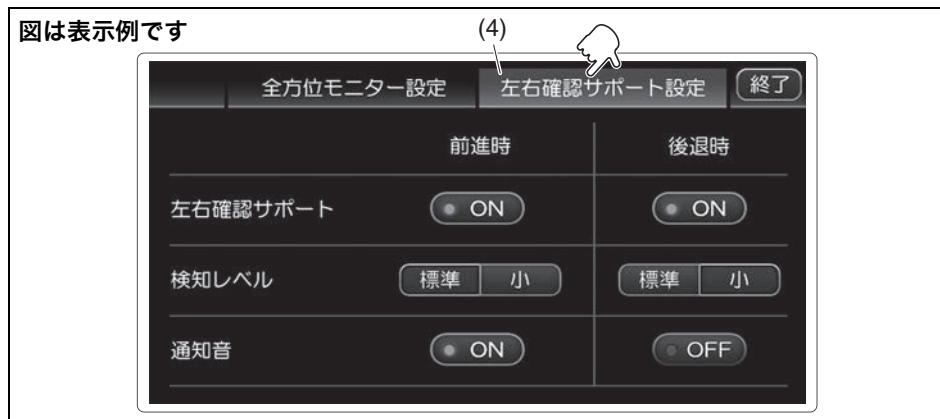 図は表示例です
(4)
全方位モニター設定 左右確認サポート設定 終了
前進時 後退時
左右確認サポート ON ON
検知レベル 標準 小 標準 小
通知音 ON OFF